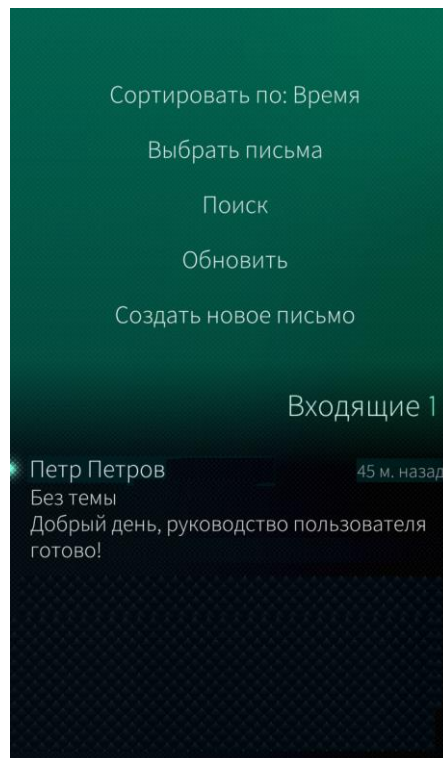 Сортировать по: Время
Выбрать письма
Поиск
Обновить
Создать новое письмо
Входящие 1
Петр Петров 45 м. назад
Без темы
Добрый день, руководство пользователя
готово!